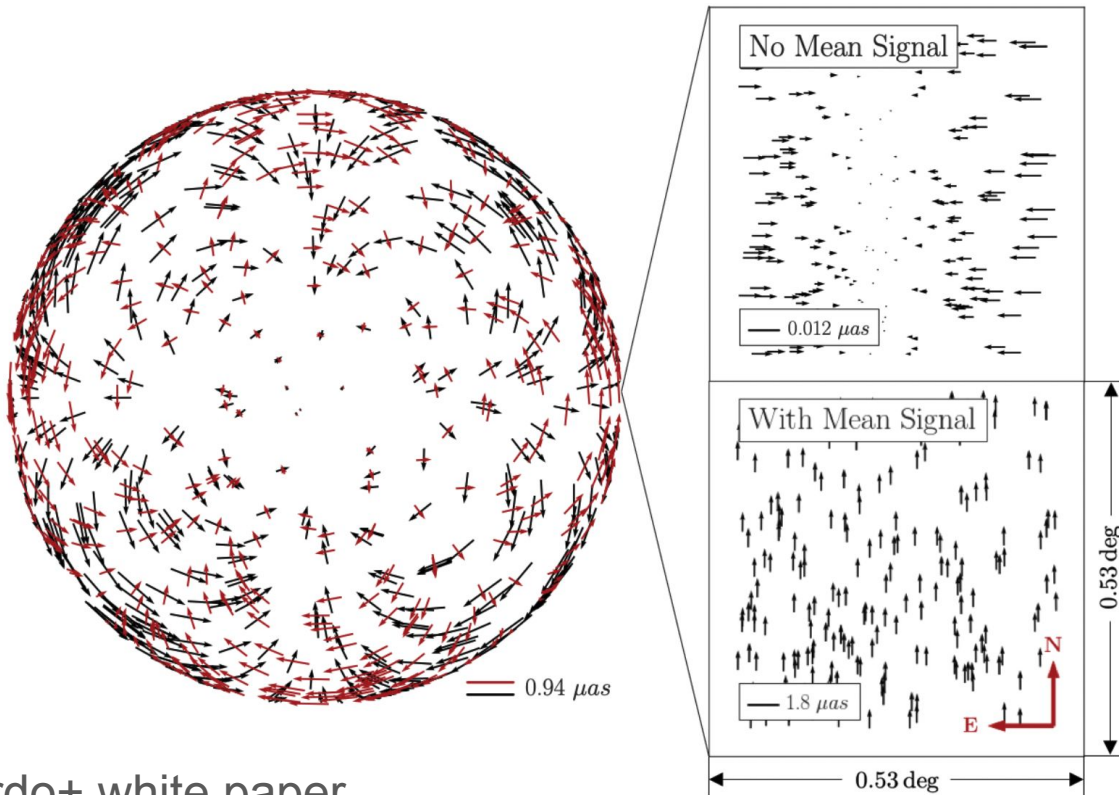 No Mean Signal
0.012 μas
With Mean Signal
1.8 μas
N
E
0.94 μas
0.53 deg
0.53 deg
white paper